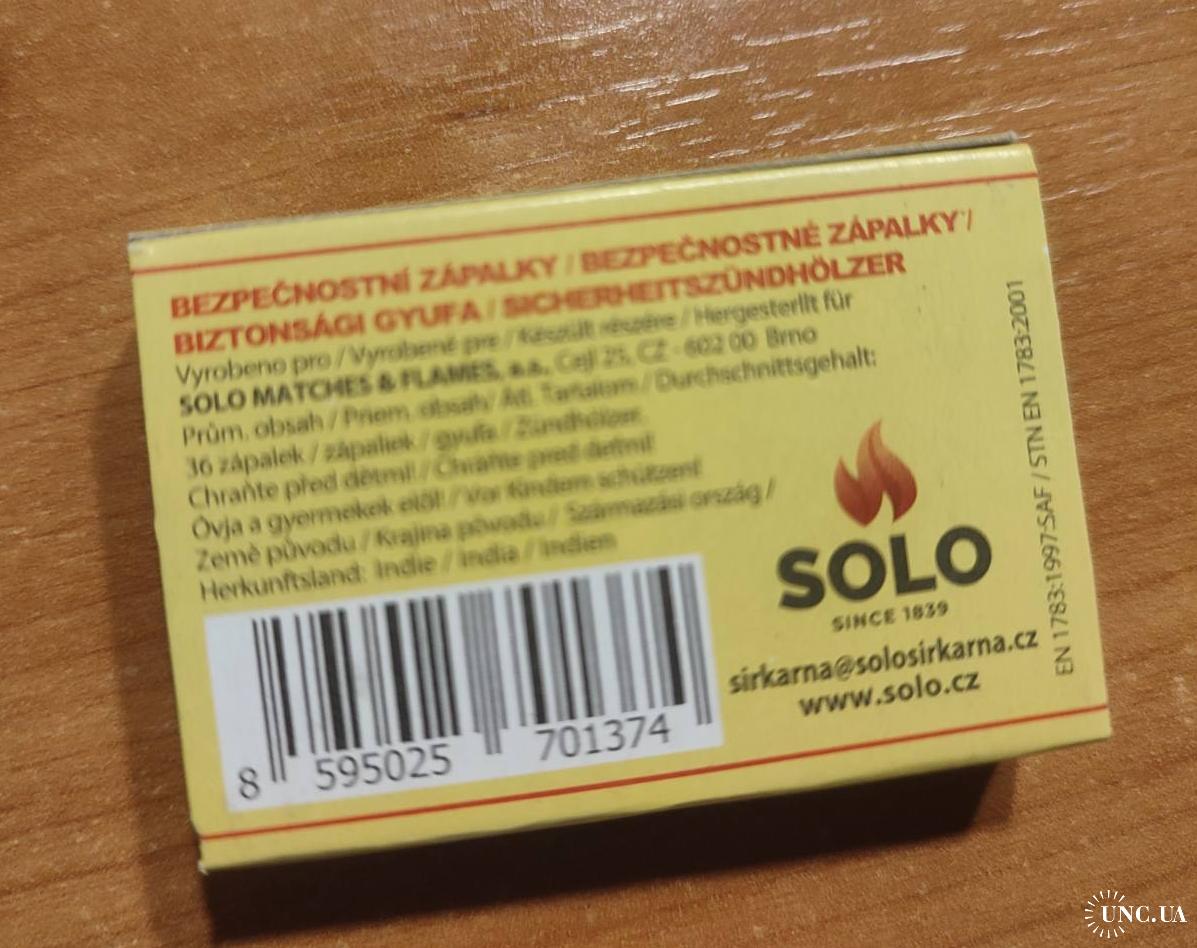 BEZPEČNOSTNÍ ZÁPALKY / BEZPEČNOSTNÉ ZÁPALKY /
BIZTONSÁGI GYUFA / SICHERHEITSZÜNDHÖLZER
Vyrobeno pro / Vyrobené pre / Készült részére / Hergesterllt für
SOLO MATCHES & FLAMES, a.s., Cejl 25, CZ - 602 00 Brno
Prům. obsah / Priem. obsah/ Átl. Tartalom / Durchschnittsgehalt:
36 zápalek / zápaliek / gyufa / Zündhölzer.
Chraňte před dětmi! / Chráňte pred deťmi!
Óvja a gyermekek elől! / Vor Kindern schützen!
Země původu / Krajina pôvodu / Származási ország /
Herkunftsland: Indie / India / Indien
8 595025 701374
SOLO
SINCE 1839
sirkarna@solosirkarna.cz
www.solo.cz
EN 1783:1997SAF / STN EN 1783:2001
UNC.UA